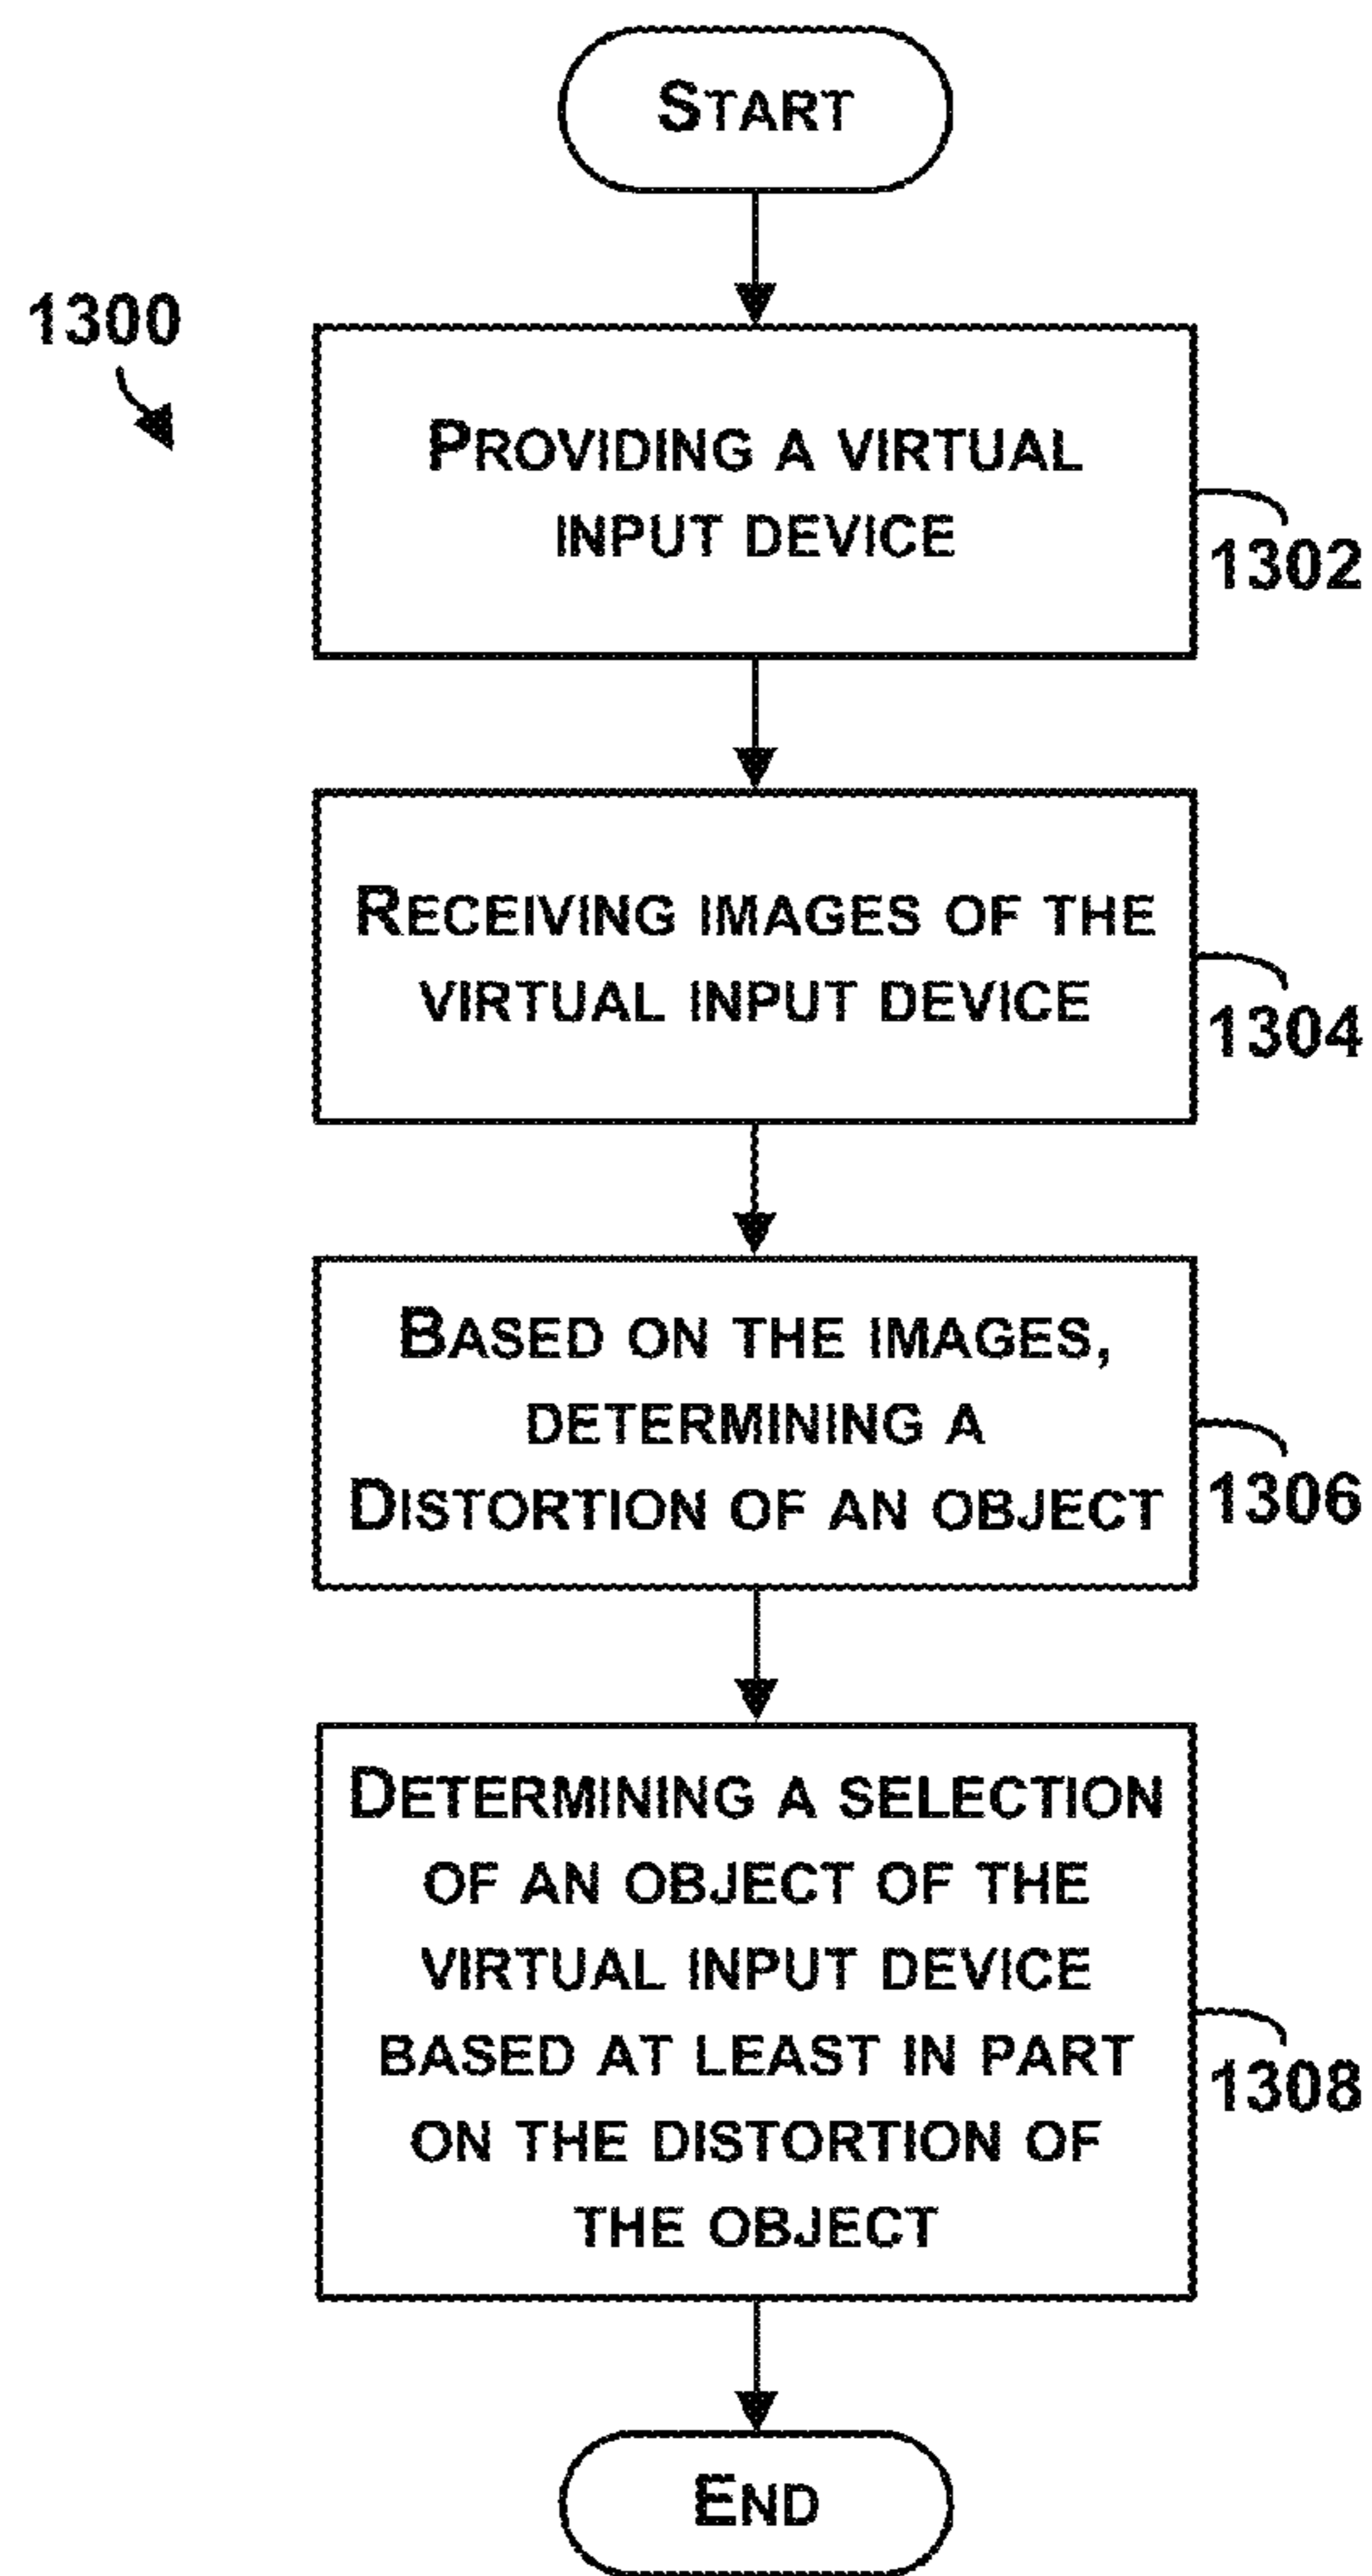 START
1300
PROVIDING A VIRTUAL
INPUT DEVICE
1302
RECEIVING IMAGES OF THE
VIRTUAL INPUT DEVICE
1304
BASED ON THE IMAGES,
DETERMINING A
DISTORTION OF AN OBJECT
1306
DETERMINING A SELECTION
OF AN OBJECT OF THE
VIRTUAL INPUT DEVICE
BASED AT LEAST IN PART
ON THE DISTORTION OF
THE OBJECT
1308
END